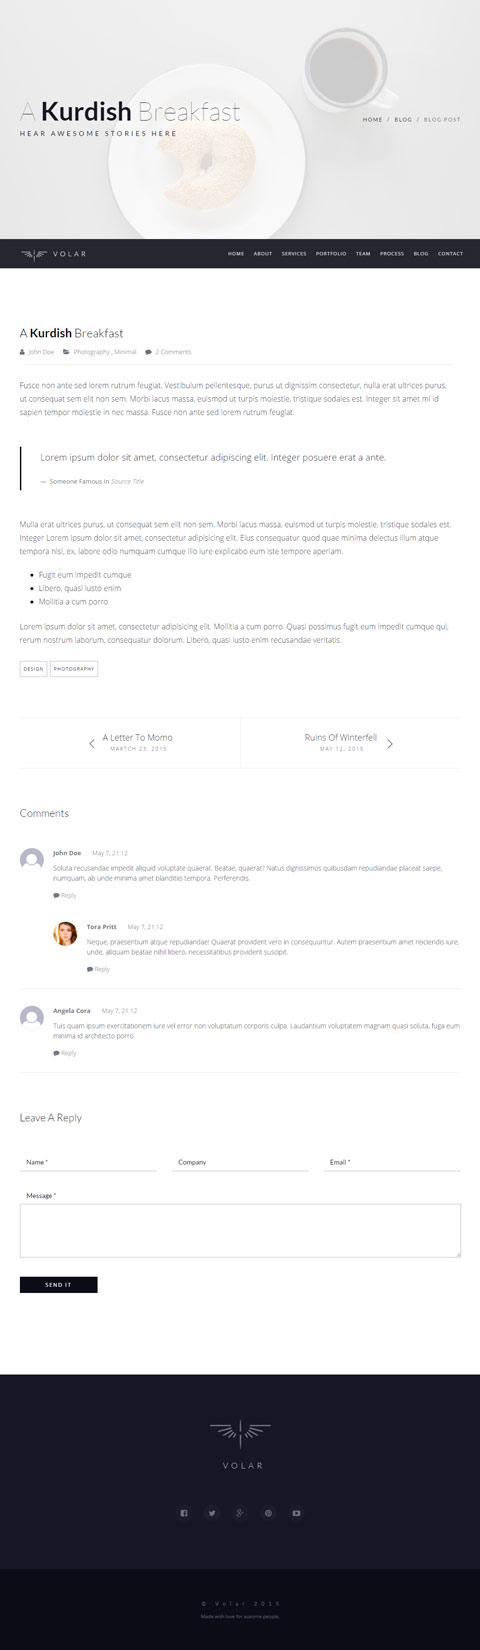 A Kurdish Breakfast
HEAR AWESOME STORIES HERE
HOME / BLOG / BLOG POST
VOLAR
HOME ABOUT SERVICES PORTFOLIO TEAM PROCESS BLOG CONTACT
A Kurdish Breakfast
John Doe Photography , Minimal 2 Comments
Fusce non ante sed lorem rutrum feugiat. Vestibulum pellentesque, purus ut dignissim consectetur, nulla erat ultrices purus,
ut consequat sem elit non sem. Morbi lacus massa, euismod ut turpis molestie, tristique sodales est. Integer sit amet mi id
sapien tempor molestie in nec massa. Fusce non ante sed lorem rutrum feugiat.
Lorem ipsum dolor sit amet, consectetur adipiscing elit. Integer posuere erat a ante.
— Someone Famous in Source Title
Mulla erat ultrices purus, ut consequat sem elit non sem. Morbi lacus massa, euismod ut turpis molestie, tristique sodales est.
Integer Lorem ipsum dolor sit amet, consectetur adipisicing elit. Eius consequatur quod quae minima delectus illum atque
tempora nisi, ex, labore odio numquam cumque illo iure explicabo eum iste tempore aperiam.
Fugit eum impedit cumque
Libero, quasi iusto enim
Mollitia a cum porro
Lorem ipsum dolor sit amet, consectetur adipisicing elit. Mollitia a cum porro. Quasi possimus fugit eum impedit cumque qui,
rerum nostrum laborum, consequatur dolorum. Libero, quasi iusto enim recusandae veritatis.
DESIGN PHOTOGRAPHY
A Letter To Momo
MARTCH 23, 2015
Ruins Of Winterfell
MAY 12, 2015
Comments
John Doe May 7, 21:12
Soluta recusandae impedit aliquid voluptate quaerat. Beatae, quaerat? Natus dignissimos quibusdam repudiandae placeat saepe,
numquam, ab unde minima amet blanditiis tempora. Perferendis.
Reply
Tora Pritt May 7, 21:12
Neque, praesentium atque repudiandae! Quaerat provident vero in consequuntur. Autem praesentium amet reiciendis iure,
unde, aliquam beatae nihil libero, necessitatibus provident suscipit.
Reply
Angela Cora May 7, 21:12
Tuis quam ipsum exercitationem iure vel error non voluptatum corporis culpa. Laudantium voluptatem magnam quasi soluta, fuga eum
minima id architecto porro.
Reply
Leave A Reply
Name * Company Email *
Message *
SEND IT
VOLAR
© Volar 2015
Made with love for
people.